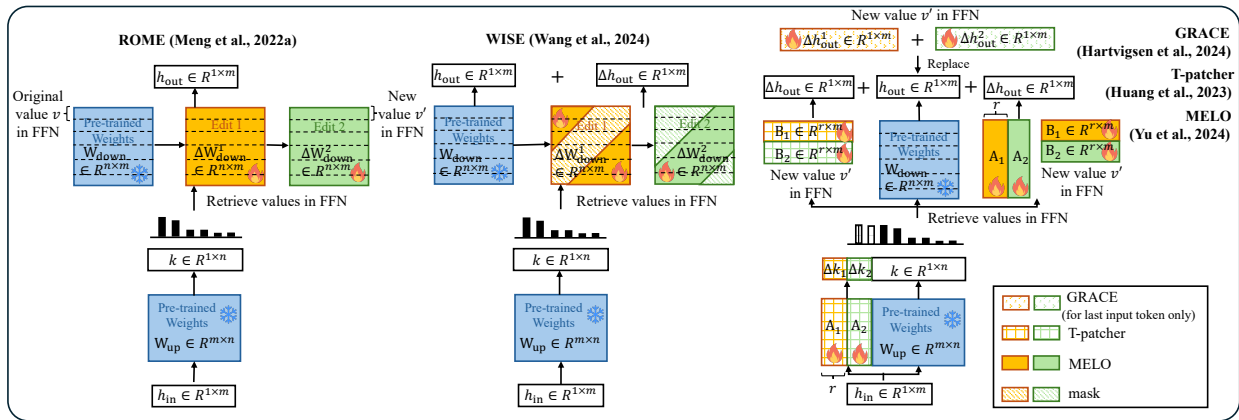 ROME (Meng et al., 2022a)
h_out ∈ R^{1×m}
Original
value v
in FFN
Pre-trained
Weights
W_down
∈ R^{n×m}
Edit 1
ΔW^1_down
∈ R^{n×m}
Edit 2
ΔW^2_down
∈ R^{n×m}
New
value v′
in FFN
Retrieve values in FFN
k ∈ R^{1×n}
Pre-trained
Weights
W_up ∈ R^{m×n}
h_in ∈ R^{1×m}
WISE (Wang et al., 2024)
h_out ∈ R^{1×m}
+
Δh_out ∈ R^{1×m}
Pre-trained
Weights
W_down
∈ R^{n×m}
Edit 1
ΔW^1_down
∈ R^{n×m}
Edit 2
ΔW^2_down
∈ R^{n×m}
Retrieve values in FFN
k ∈ R^{1×n}
Pre-trained
Weights
W_up ∈ R^{m×n}
h_in ∈ R^{1×m}
New value v′ in FFN
Δh^1_out ∈ R^{1×m} + Δh^2_out ∈ R^{1×m}
Replace
GRACE
(Hartvigsen et al., 2024)
T-patcher
(Huang et al., 2023)
MELO
(Yu et al., 2024)
Δh_out ∈ R^{1×m} + h_out ∈ R^{1×m} + Δh_out ∈ R^{1×m}
B_1 ∈ R^{r×m}
B_2 ∈ R^{r×m}
New value v′
in FFN
Pre-trained
Weights
W_down
∈ R^{n×m}
r
A_1
A_2
B_1 ∈ R^{r×m}
B_2 ∈ R^{r×m}
New value v′
in FFN
Retrieve values in FFN
Δk_1
Δk_2
k ∈ R^{1×n}
A_1
A_2
Pre-trained
Weights
W_up ∈ R^{m×n}
r
h_in ∈ R^{1×m}
GRACE
(for last input token only)
T-patcher
MELO
mask